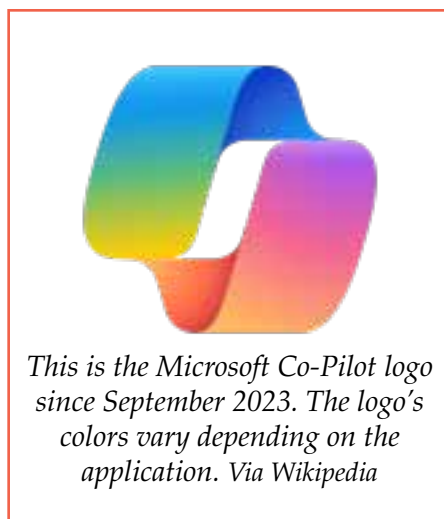 This is the Microsoft Co-Pilot logo
since September 2023. The logo’s
colors vary depending on the
application. Via Wikipedia